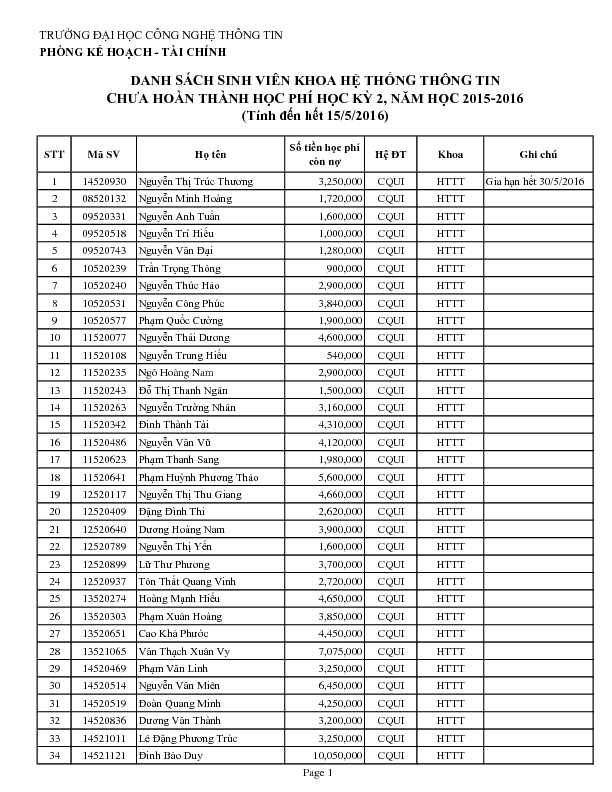 TRƯỜNG ĐẠI HỌC CÔNG NGHỆ THÔNG TIN
PHÒNG KẾ HOẠCH - TÀI CHÍNH
DANH SÁCH SINH VIÊN KHOA HỆ THỐNG THÔNG TIN
CHƯA HOÀN THÀNH HỌC PHÍ HỌC KỲ 2, NĂM HỌC 2015-2016
(Tính đến hết 15/5/2016)
STT Mã SV Họ tên Số tiền học phí còn nợ Hệ ĐT Khoa Ghi chú
1 14520930 Nguyễn Thị Trúc Thương 3,250,000 CQUI HTTT Gia hạn hết 30/5/2016
2 08520132 Nguyễn Minh Hoàng 1,720,000 CQUI HTTT
3 09520331 Nguyễn Anh Tuấn 1,600,000 CQUI HTTT
4 09520518 Nguyễn Trí Hiếu 1,000,000 CQUI HTTT
5 09520743 Nguyễn Văn Đại 1,280,000 CQUI HTTT
6 10520239 Trần Trọng Thông 900,000 CQUI HTTT
7 10520240 Nguyễn Thúc Hảo 2,900,000 CQUI HTTT
8 10520531 Nguyễn Công Phúc 3,840,000 CQUI HTTT
9 10520577 Phạm Quốc Cường 1,900,000 CQUI HTTT
10 11520077 Nguyễn Thái Dương 4,600,000 CQUI HTTT
11 11520108 Nguyễn Trung Hiếu 540,000 CQUI HTTT
12 11520235 Ngô Hoàng Nam 2,900,000 CQUI HTTT
13 11520243 Đỗ Thị Thanh Ngân 1,500,000 CQUI HTTT
14 11520263 Nguyễn Trường Nhân 3,160,000 CQUI HTTT
15 11520342 Đinh Thành Tài 4,310,000 CQUI HTTT
16 11520486 Nguyễn Văn Vũ 4,120,000 CQUI HTTT
17 11520623 Phạm Thanh Sang 1,980,000 CQUI HTTT
18 11520641 Phạm Huỳnh Phương Thảo 5,600,000 CQUI HTTT
19 12520117 Nguyễn Thị Thu Giang 4,660,000 CQUI HTTT
20 12520409 Đặng Đình Thi 2,620,000 CQUI HTTT
21 12520640 Dương Hoàng Nam 3,900,000 CQUI HTTT
22 12520789 Nguyễn Thị Yến 1,600,000 CQUI HTTT
23 12520899 Lữ Thư Phương 3,700,000 CQUI HTTT
24 12520937 Tôn Thất Quang Vinh 2,720,000 CQUI HTTT
25 13520274 Hoàng Mạnh Hiếu 4,650,000 CQUI HTTT
26 13520303 Phạm Xuân Hoàng 3,850,000 CQUI HTTT
27 13520651 Cao Khả Phước 4,450,000 CQUI HTTT
28 13521065 Văn Thạch Xuân Vy 7,075,000 CQUI HTTT
29 14520469 Phạm Văn Linh 3,250,000 CQUI HTTT
30 14520514 Nguyễn Văn Miên 6,450,000 CQUI HTTT
31 14520519 Đoàn Quang Minh 4,250,000 CQUI HTTT
32 14520836 Dương Văn Thành 3,200,000 CQUI HTTT
33 14521011 Lê Đặng Phương Trúc 3,250,000 CQUI HTTT
34 14521121 Đinh Bảo Duy 10,050,000 CQUI HTTT
Page 1